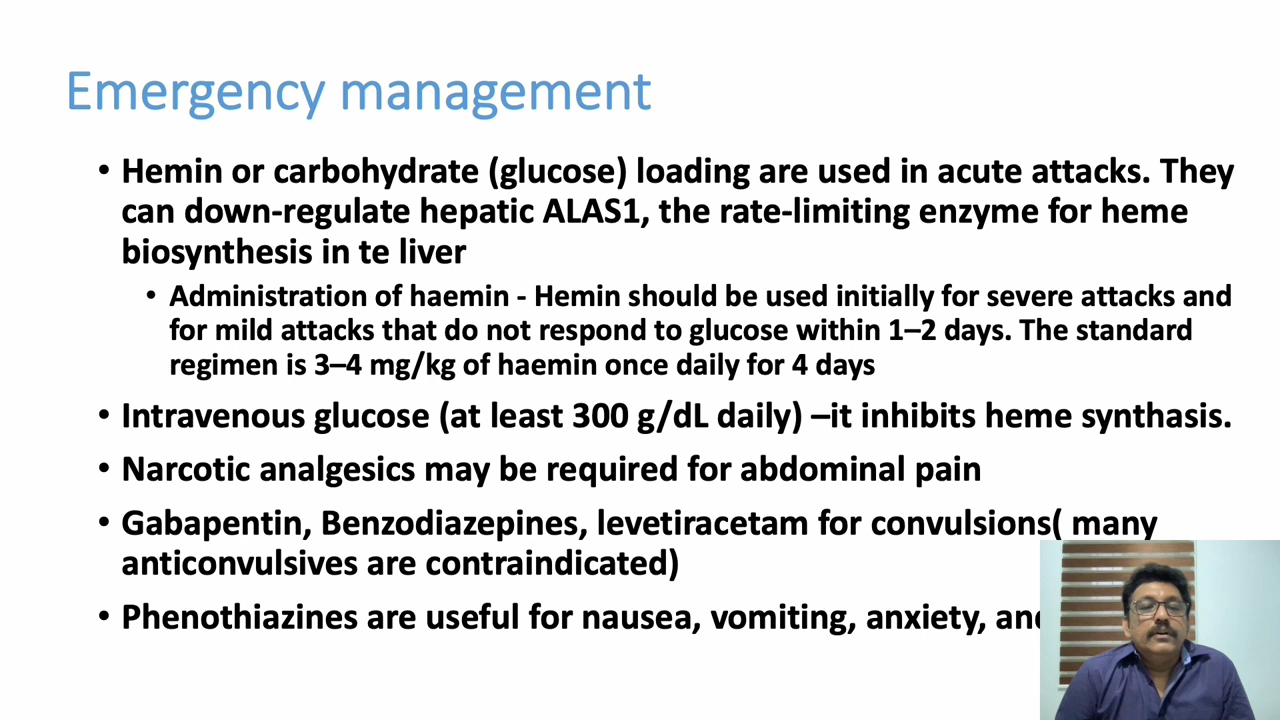 Emergency management
• Hemin or carbohydrate (glucose) loading are used in acute attacks. They
can down-regulate hepatic ALAS1, the rate-limiting enzyme for heme
biosynthesis in te liver
• Administration of haemin - Hemin should be used initially for severe attacks and
for mild attacks that do not respond to glucose within 1–2 days. The standard
regimen is 3–4 mg/kg of haemin once daily for 4 days
• Intravenous glucose (at least 300 g/dL daily) –it inhibits heme synthasis.
• Narcotic analgesics may be required for abdominal pain
• Gabapentin, Benzodiazepines, levetiracetam for convulsions( many
anticonvulsives are contraindicated)
• Phenothiazines are useful for nausea, vomiting, anxiety,